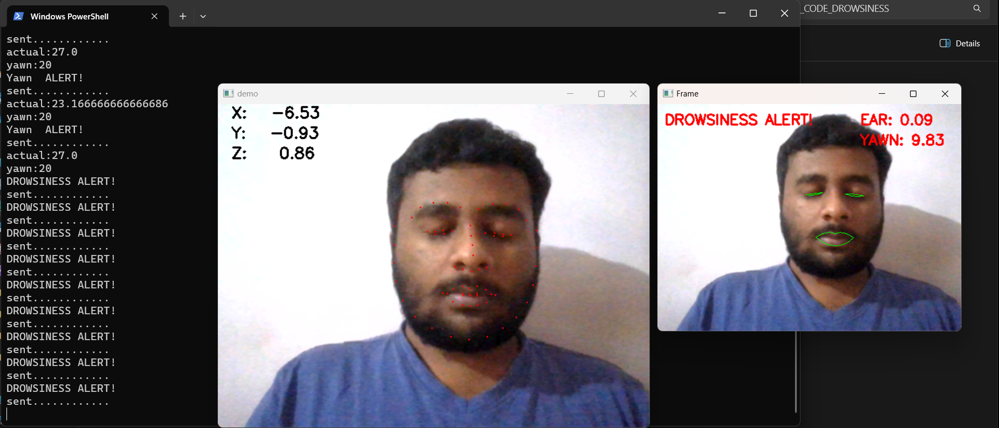 Windows PowerShell
_CODE_DROWSINESS
Details
sent............
actual:27.0
yawn:20
Yawn  ALERT!
sent............
actual:23.166666666666686
yawn:20
Yawn  ALERT!
sent............
actual:27.0
yawn:20
DROWSINESS ALERT!
sent............
DROWSINESS ALERT!
sent............
DROWSINESS ALERT!
sent............
DROWSINESS ALERT!
sent............
DROWSINESS ALERT!
sent............
DROWSINESS ALERT!
sent............
DROWSINESS ALERT!
sent............
DROWSINESS ALERT!
sent............
DROWSINESS ALERT!
sent............
demo
X: -6.53
Y: -0.93
Z: 0.86
Frame
DROWSINESS ALERT! EAR: 0.09
YAWN: 9.83